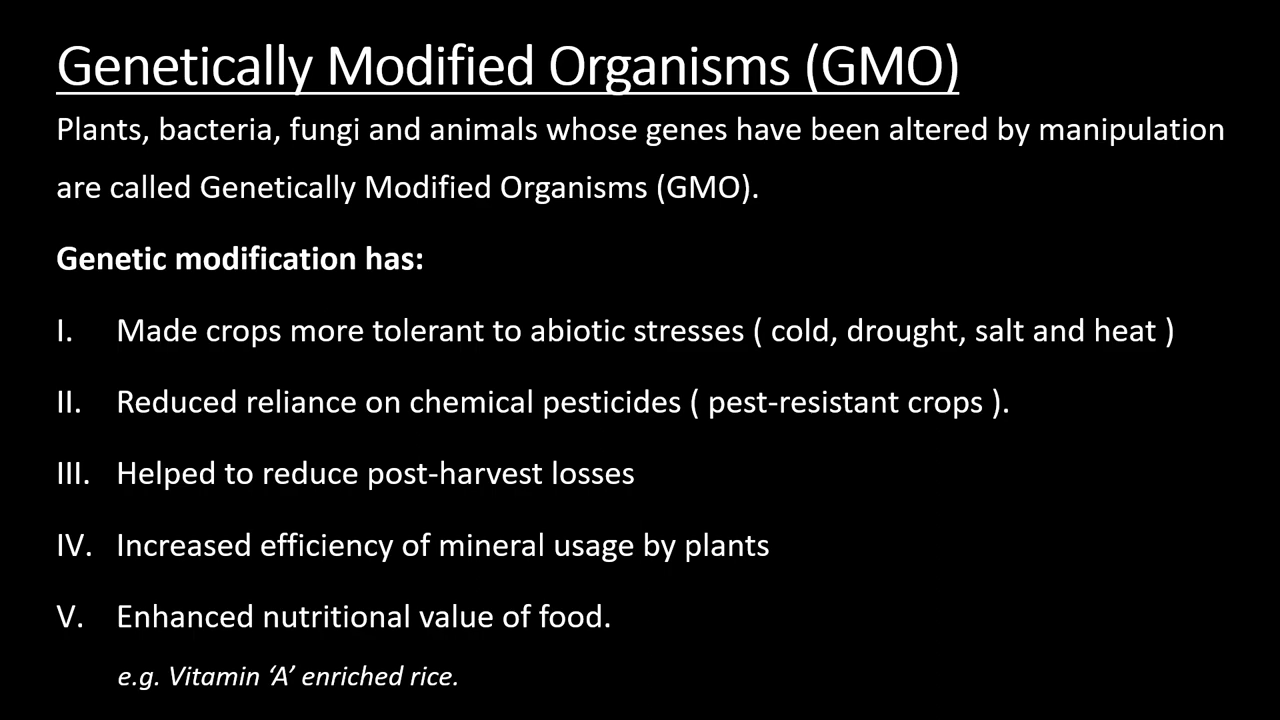 Genetically Modified Organisms (GMO)
Plants, bacteria, fungi and animals whose genes have been altered by manipulation
are called Genetically Modified Organisms (GMO).
Genetic modification has:
I. Made crops more tolerant to abiotic stresses ( cold, drought, salt and heat )
II. Reduced reliance on chemical pesticides ( pest-resistant crops ).
III. Helped to reduce post-harvest losses
IV. Increased efficiency of mineral usage by plants
V. Enhanced nutritional value of food.
e.g. Vitamin ‘A’ enriched rice.